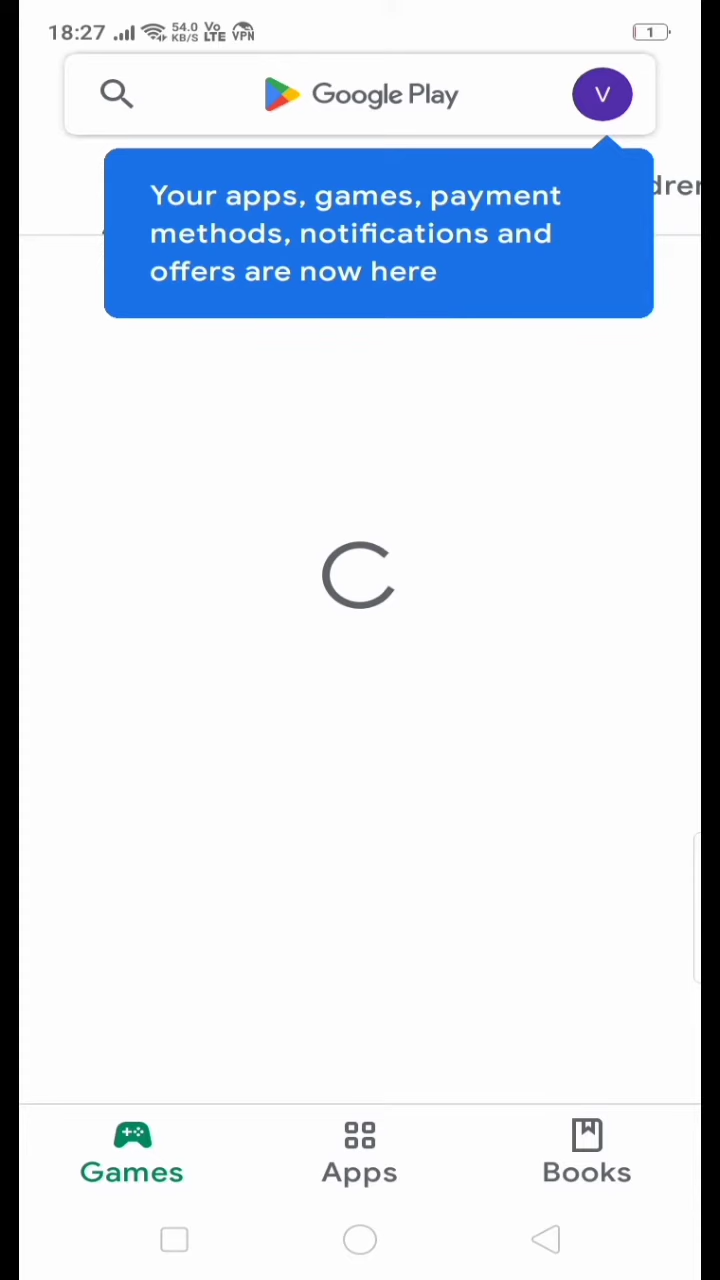 18:27 54.0 KB/S Vo LTE VPN 1
Google Play V
Your apps, games, payment
methods, notifications and
offers are now here
Games Apps Books